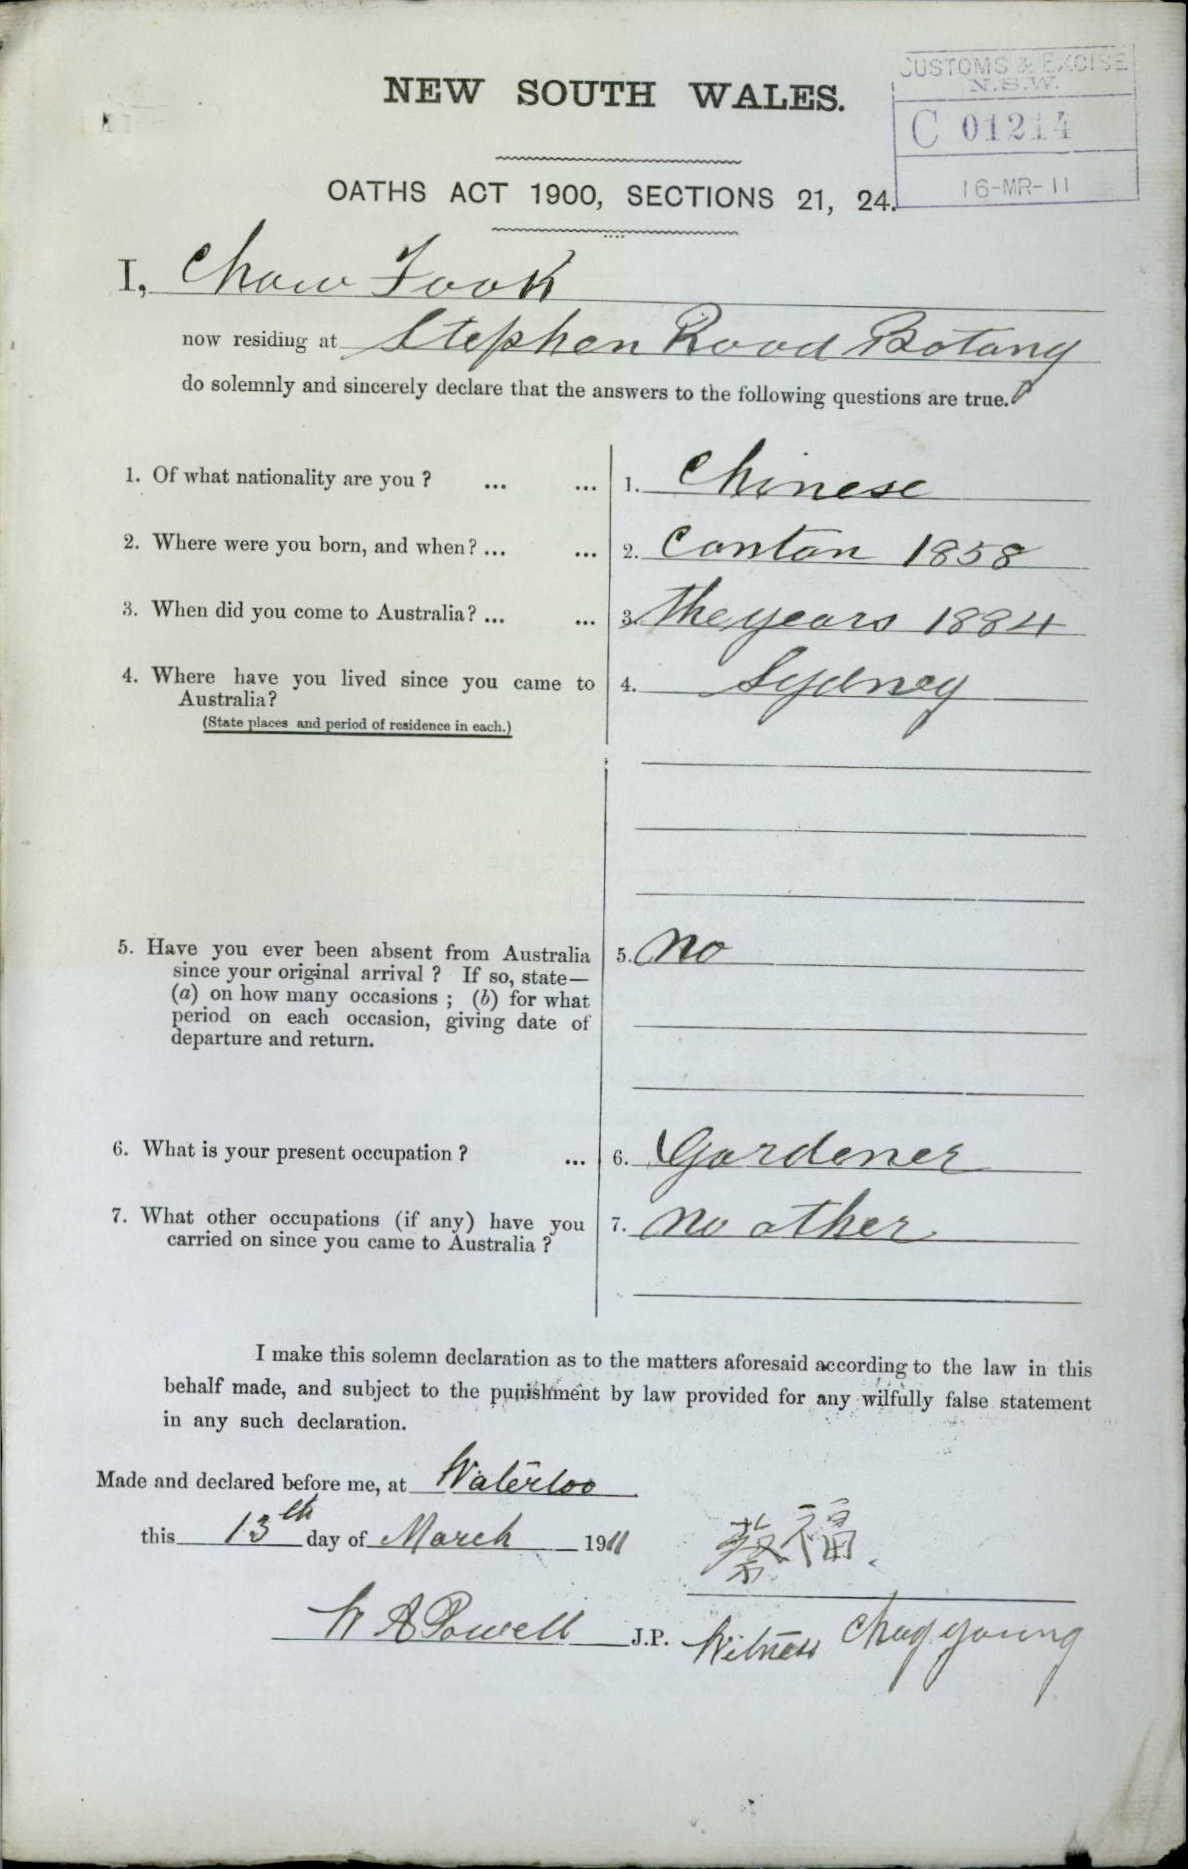 NEW SOUTH WALES.
CUSTOMS & EXCISE
N.S.W.
C 01214
16-MR-11
OATHS ACT 1900, SECTIONS 21, 24.
I, Chow Fook
now residing at Stephen Road Botany
do solemnly and sincerely declare that the answers to the following questions are true.
1. Of what nationality are you ? ... ... 1. Chinese
2. Where were you born, and when? ... ... 2. Canton 1858
3. When did you come to Australia? ... ... 3. The years 1884
4. Where have you lived since you came to 4. Sydney
Australia?
(State places and period of residence in each.)
5. Have you ever been absent from Australia 5. no
since your original arrival ? If so, state—
(a) on how many occasions ; (b) for what
period on each occasion, giving date of
departure and return.
6. What is your present occupation ? ... 6. Gardener
7. What other occupations (if any) have you 7. no other
carried on since you came to Australia ?
I make this solemn declaration as to the matters aforesaid according to the law in this
behalf made, and subject to the punishment by law provided for any wilfully false statement
in any such declaration.
Made and declared before me, at Waterloo
this 13th day of March 1911
蔡福
W A Powell J.P. Witness Chug young